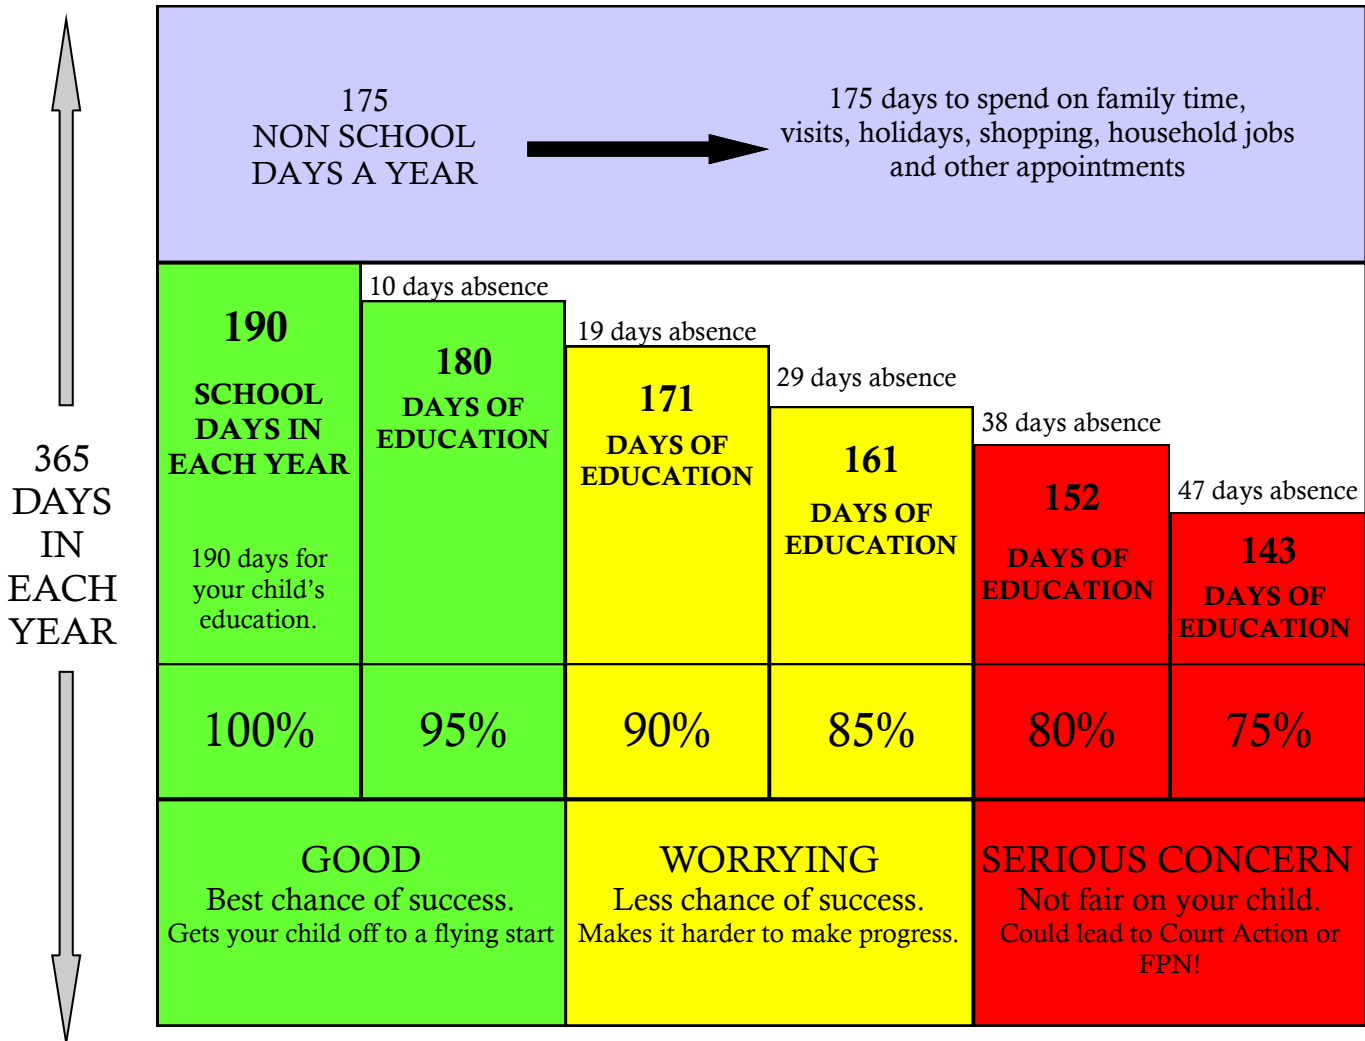 365
DAYS
IN
EACH
YEAR
175
NON SCHOOL
DAYS A YEAR
175 days to spend on family time,
visits, holidays, shopping, household jobs
and other appointments
190
SCHOOL
DAYS IN
EACH YEAR
190 days for
your child’s
education.
100%
10 days absence
180
DAYS OF
EDUCATION
95%
19 days absence
171
DAYS OF
EDUCATION
90%
29 days absence
161
DAYS OF
EDUCATION
85%
38 days absence
152
DAYS OF
EDUCATION
80%
47 days absence
143
DAYS OF
EDUCATION
75%
GOOD
Best chance of success.
Gets your child off to a flying start
WORRYING
Less chance of success.
Makes it harder to make progress.
SERIOUS CONCERN
Not fair on your child.
Could lead to Court Action or
FPN!